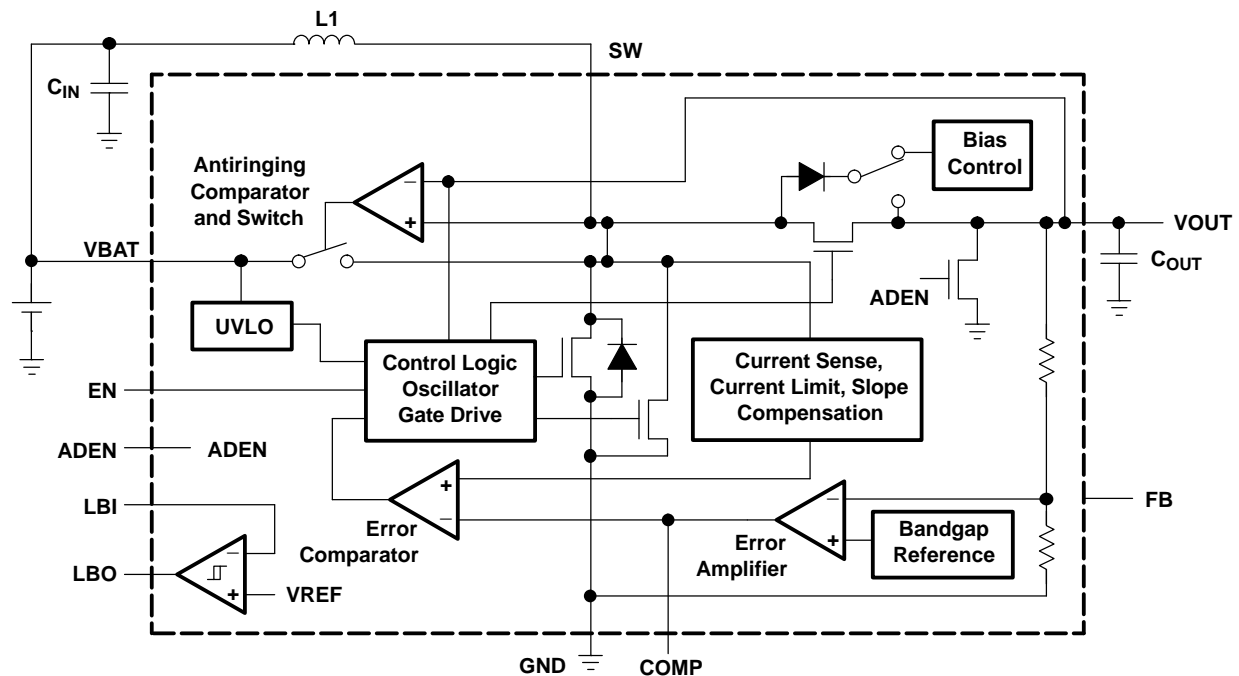 L1
SW
CIN
Antiringing
Comparator
and Switch
−
+
Bias
Control
VBAT
VOUT
COUT
ADEN
UVLO
Control Logic
Oscillator
Gate Drive
Current Sense,
Current Limit, Slope
Compensation
EN
ADEN
ADEN
LBI
+
−
Error
Comparator
−
+
Error
Amplifier
Bandgap
Reference
FB
LBO
−
+
VREF
GND
COMP